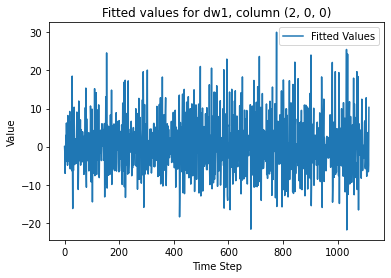 Fitted values for dw1, column (2, 0, 0)
Fitted Values
30
20
10
0
−10
−20
Value
0 200 400 600 800 1000
Time Step